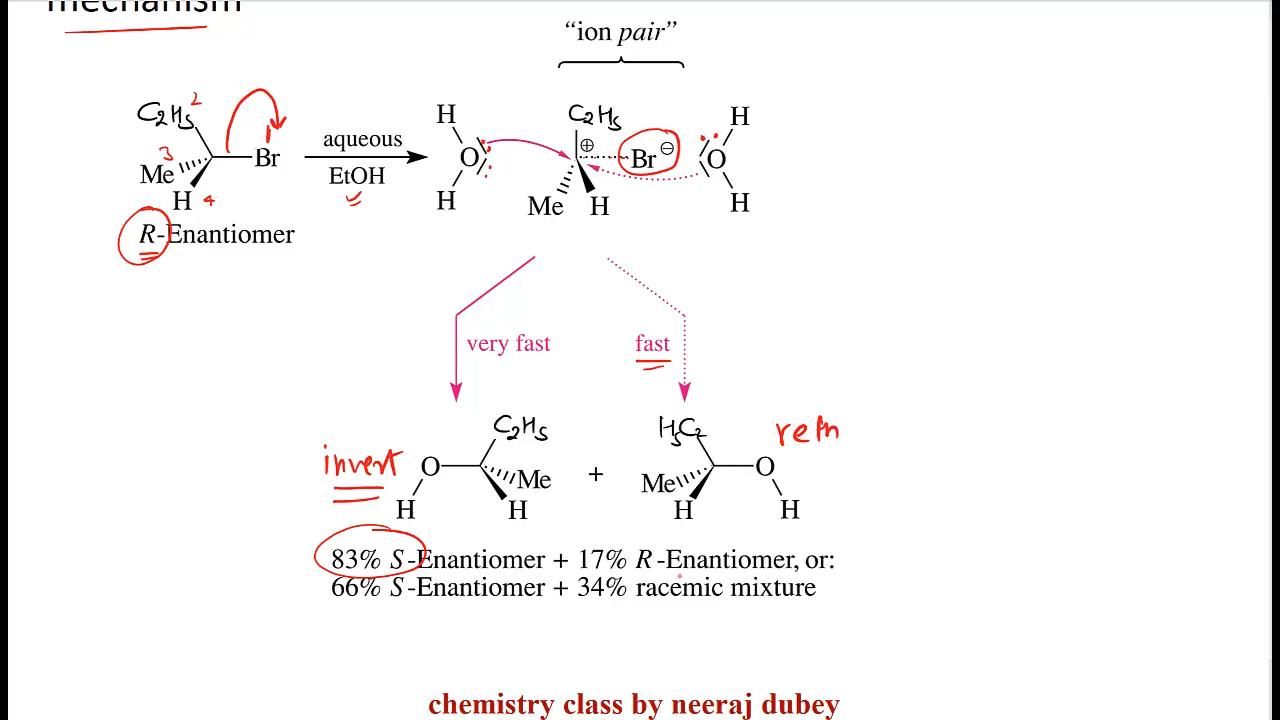 mechanism
“ion pair”
C2H5 2
3
Me
H 4
Br
R-Enantiomer
aqueous
EtOH
H
O
H
C2H5
⊕
Br ⊖
Me
H
H
O
H
very fast
fast
invert
C2H5
O
Me
H
H
+
H5C2
retn
Me
O
H
H
83% S-Enantiomer + 17% R-Enantiomer, or:
66% S-Enantiomer + 34% racemic mixture
chemistry class by neeraj dubey